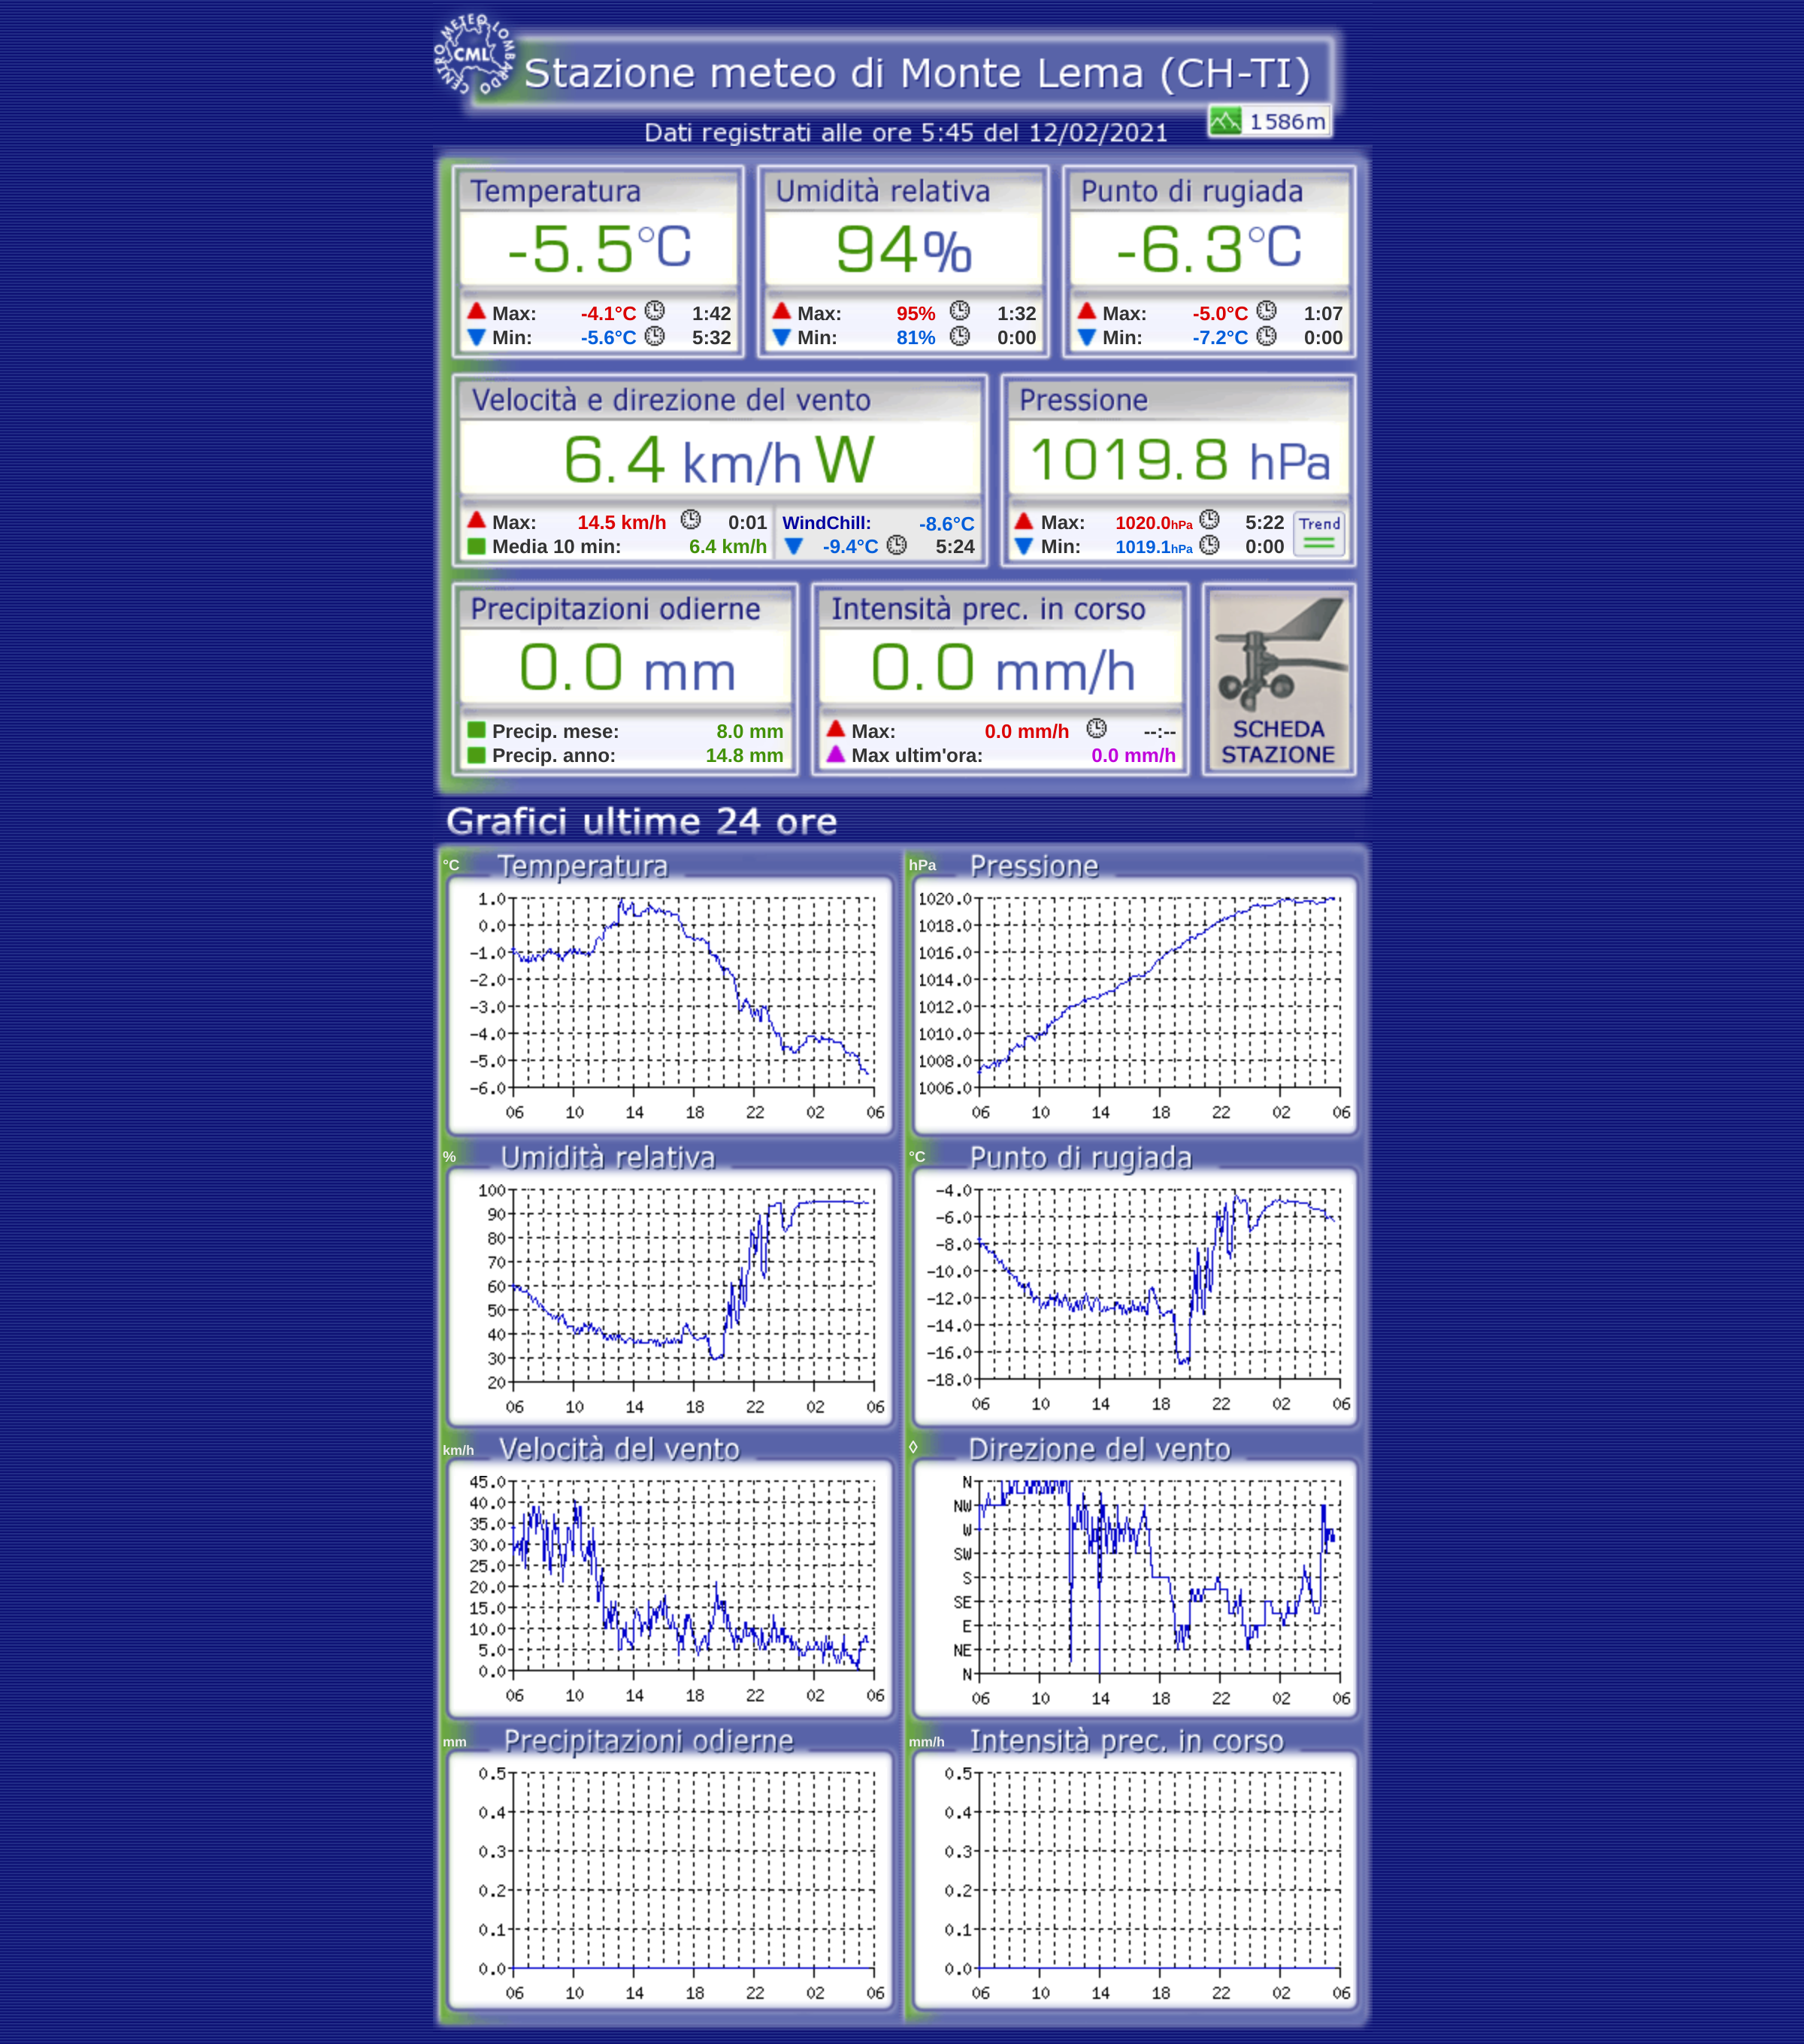 CENTRO METEO LOMBARDO
CML
Stazione meteo di Monte Lema (CH-TI)
1586m
Dati registrati alle ore 5:45 del 12/02/2021
Temperatura
-5.5°C
Max: -4.1°C 1:42
Min: -5.6°C 5:32
Umidità relativa
94%
Max: 95% 1:32
Min: 81% 0:00
Punto di rugiada
-6.3°C
Max: -5.0°C 1:07
Min: -7.2°C 0:00
Velocità e direzione del vento
6.4 km/h W
Max: 14.5 km/h 0:01
Media 10 min: 6.4 km/h
WindChill: -8.6°C
-9.4°C 5:24
Pressione
1019.8 hPa
Max: 1020.0hPa 5:22
Min: 1019.1hPa 0:00
Trend
Precipitazioni odierne
0.0 mm
Precip. mese: 8.0 mm
Precip. anno: 14.8 mm
Intensità prec. in corso
0.0 mm/h
Max: 0.0 mm/h --:--
Max ultim'ora: 0.0 mm/h
SCHEDA
STAZIONE
Grafici ultime 24 ore
°C Temperatura
1.0
0.0
-1.0
-2.0
-3.0
-4.0
-5.0
-6.0
06 10 14 18 22 02 06
hPa Pressione
1020.0
1018.0
1016.0
1014.0
1012.0
1010.0
1008.0
1006.0
06 10 14 18 22 02 06
% Umidità relativa
100
90
80
70
60
50
40
30
20
06 10 14 18 22 02 06
°C Punto di rugiada
-4.0
-6.0
-8.0
-10.0
-12.0
-14.0
-16.0
-18.0
06 10 14 18 22 02 06
km/h Velocità del vento
45.0
40.0
35.0
30.0
25.0
20.0
15.0
10.0
5.0
0.0
06 10 14 18 22 02 06
◊ Direzione del vento
N
NW
W
SW
S
SE
E
NE
N
06 10 14 18 22 02 06
mm Precipitazioni odierne
0.5
0.4
0.3
0.2
0.1
0.0
06 10 14 18 22 02 06
mm/h Intensità prec. in corso
0.5
0.4
0.3
0.2
0.1
0.0
06 10 14 18 22 02 06